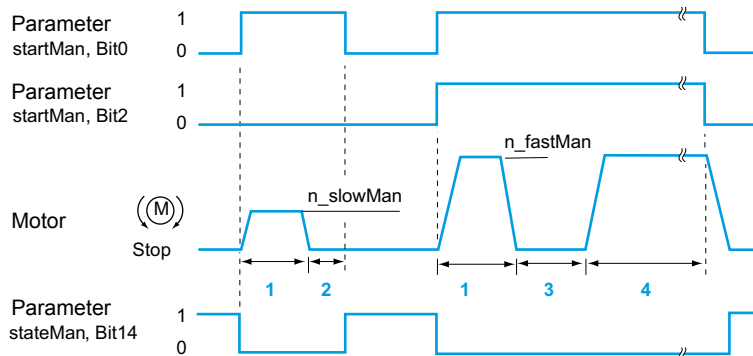 Parameter
startMan, Bit0
1
0
Parameter
startMan, Bit2
1
0
n_fastMan
n_slowMan
Motor
M
Stop
1
2
1
3
4
Parameter
stateMan, Bit14
1
0